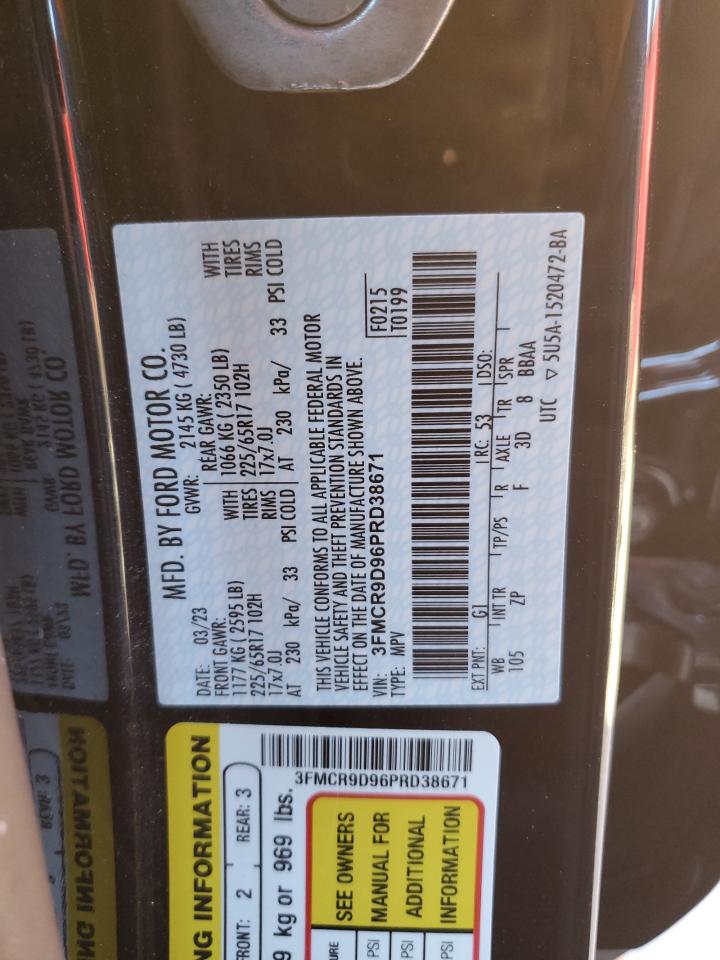 MFD. BY FORD MOTOR CO.
DATE: 03/23 GWVR: 2145 KG ( 4730 LB)
FRONT GAWR: REAR GAWR:
1177 KG ( 2595 LB) WITH 1066 KG ( 2350 LB) WITH
225/65R17 102H TIRES 225/65R17 102H TIRES
17x7.0J RIMS 17x7.0J RIMS
AT 230 kPa/ 33 PSI COLD AT 230 kPa/ 33 PSI COLD
THIS VEHICLE CONFORMS TO ALL APPLICABLE FEDERAL MOTOR
VEHICLE SAFETY AND THEFT PREVENTION STANDARDS IN
EFFECT ON THE DATE OF MANUFACTURE SHOWN ABOVE.
VIN: 3FMCR9D96PRD38671 F0215
TYPE: MPV T0199
EXT PNT: G1 RC: 53 DSO:
WB INT TR TP/PS R AXLE TR SPR
105 ZP F 3D 8 BBAA
UTC ▽ 5U5A-1520472-BA
NG INFORMATION
FRONT: 2 REAR: 3
9 kg or 969 lbs.
3FMCR9D96PRD38671
SEE OWNERS
MANUAL FOR
ADDITIONAL
INFORMATION
URE
PSI
PSI
PSI